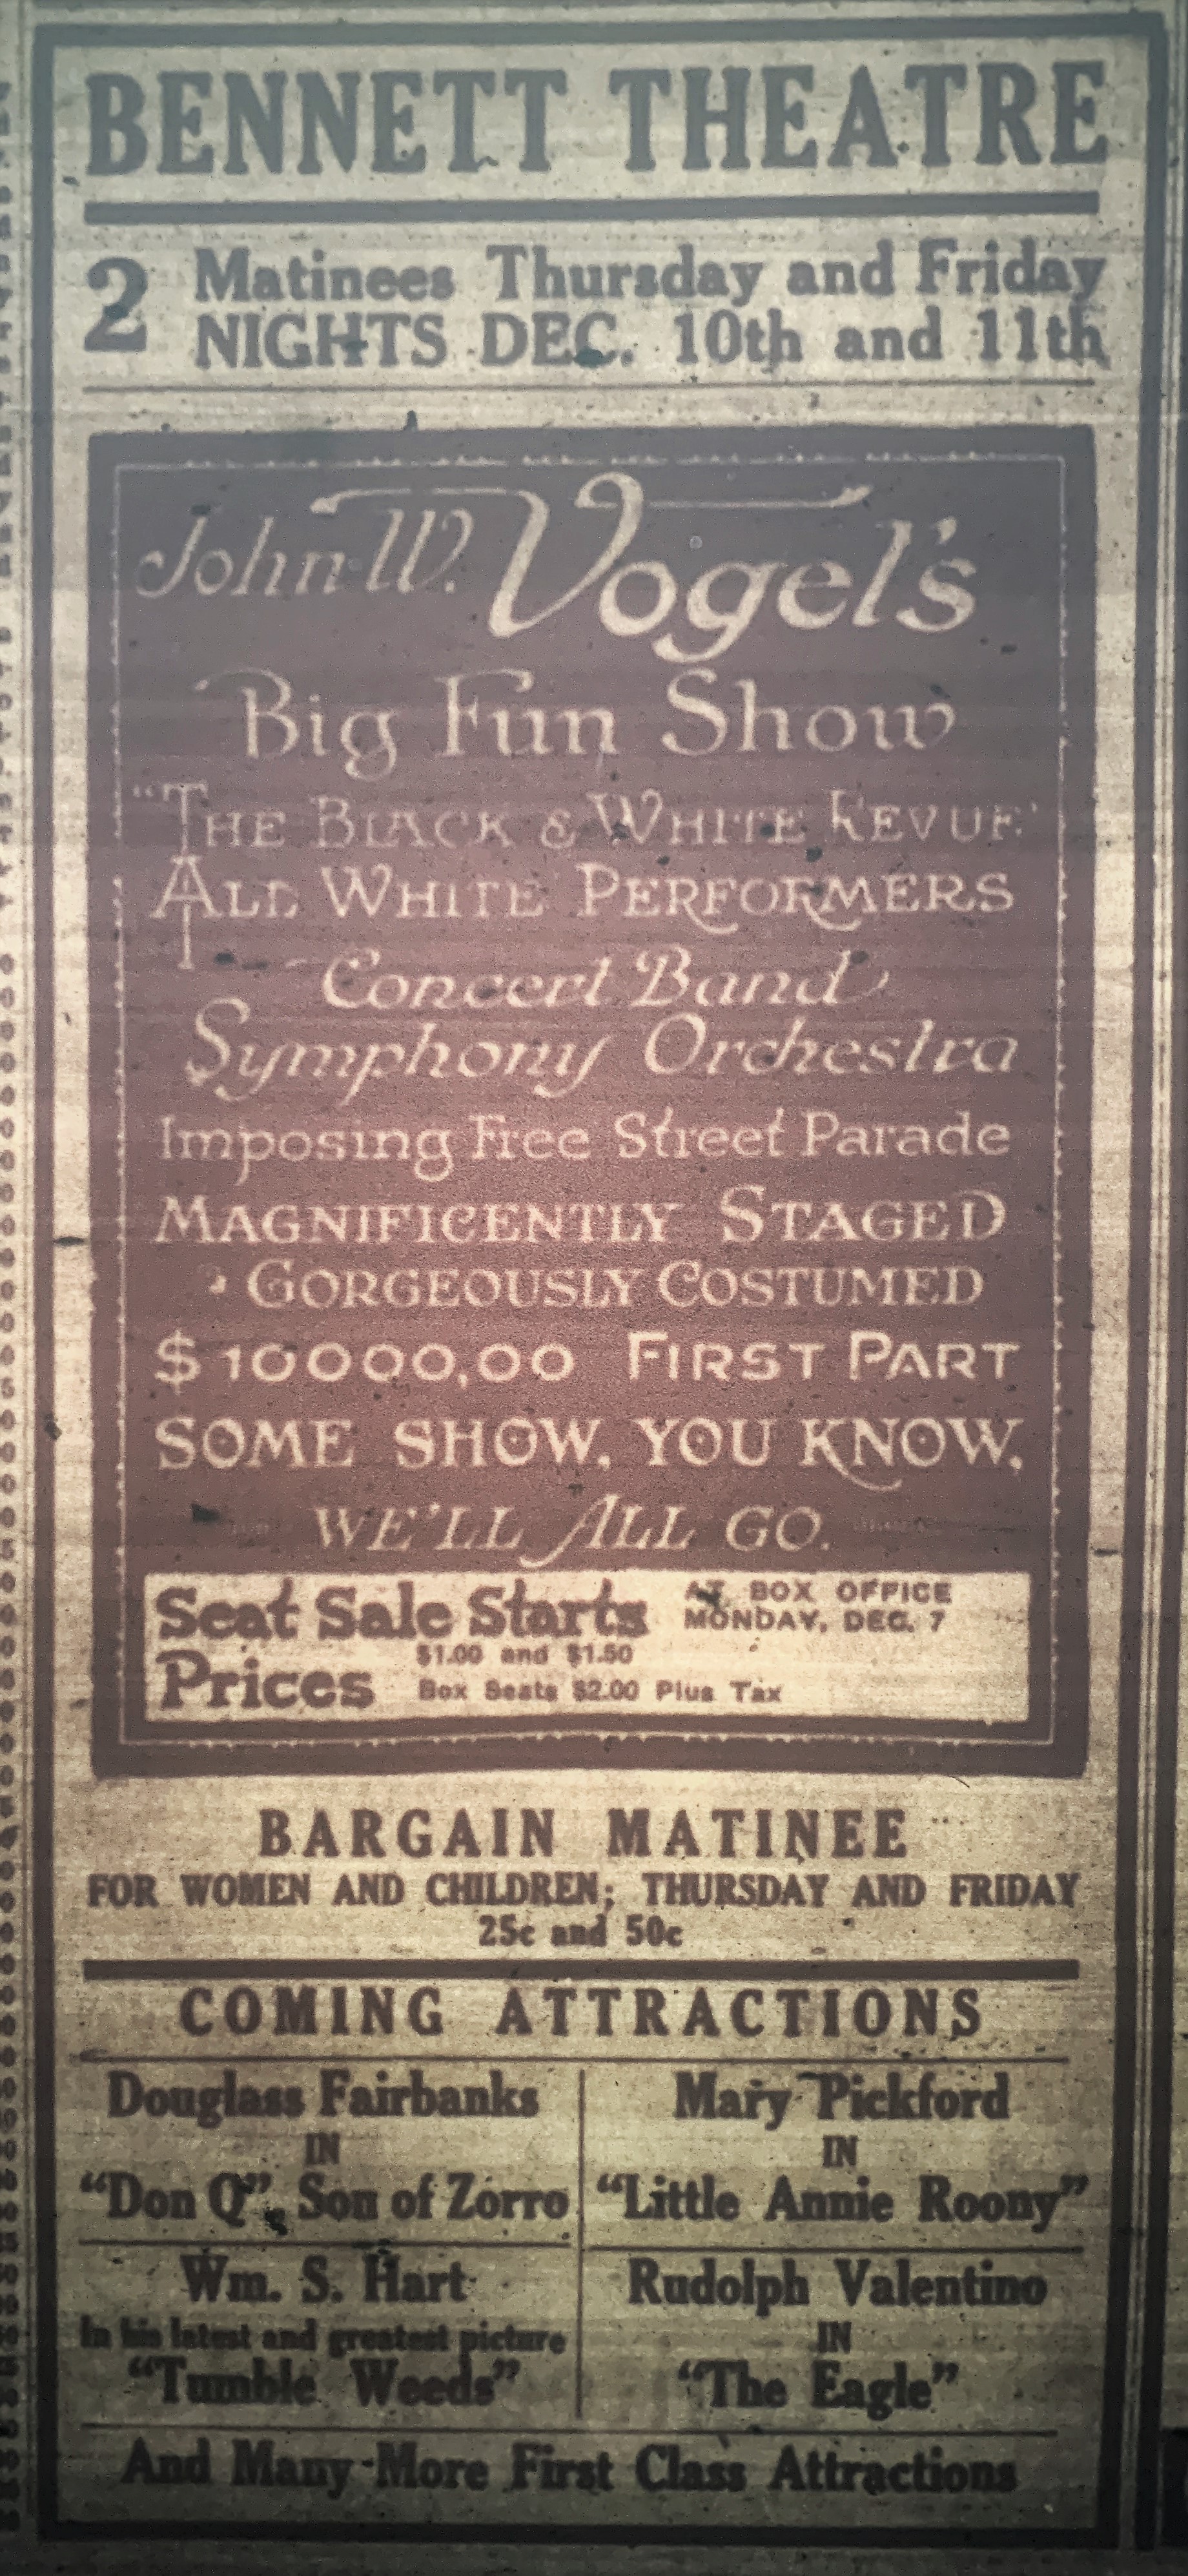 BENNETT THEATRE
2 Matinees Thursday and Friday
NIGHTS DEC. 10th and 11th
John W. Vogel's
Big Fun Show
"THE BLACK & WHITE REVUE"
ALL WHITE PERFORMERS
Concert Band
Symphony Orchestra
Imposing Free Street Parade
MAGNIFICENTLY STAGED
GORGEOUSLY COSTUMED
$10000,00 FIRST PART
SOME SHOW, YOU KNOW,
WE'LL ALL GO.
Seat Sale Starts AT BOX OFFICE
MONDAY, DEC. 7
Prices $1.00 and $1.50
Box Seats $2.00 Plus Tax
BARGAIN MATINEE
FOR WOMEN AND CHILDREN; THURSDAY AND FRIDAY
25c and 50c
COMING ATTRACTIONS
Douglass Fairbanks
IN
"Don Q", Son of Zorro
Mary Pickford
IN
"Little Annie Roony"
Wm. S. Hart
In his latest and greatest picture
"Tumble Weeds"
Rudolph Valentino
IN
"The Eagle"
And Many More First Class Attractions